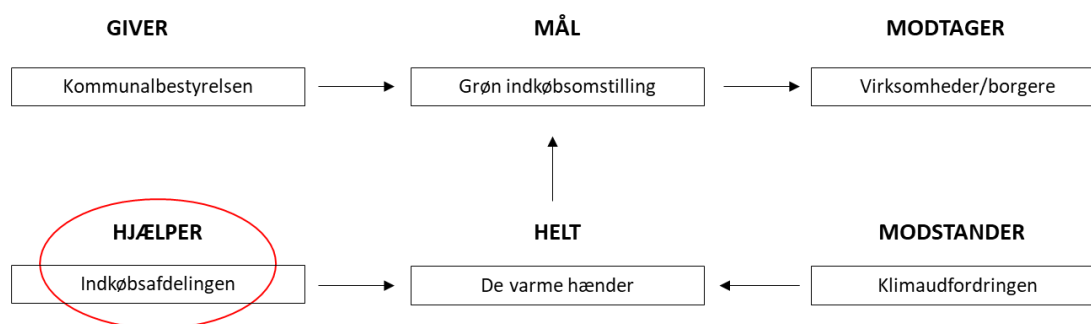 GIVER
MÅL
MODTAGER
Kommunalbestyrelsen
Grøn indkøbsomstilling
Virksomheder/borgere
HJÆLPER
HELT
MODSTANDER
Indkøbsafdelingen
De varme hænder
Klimaudfordringen